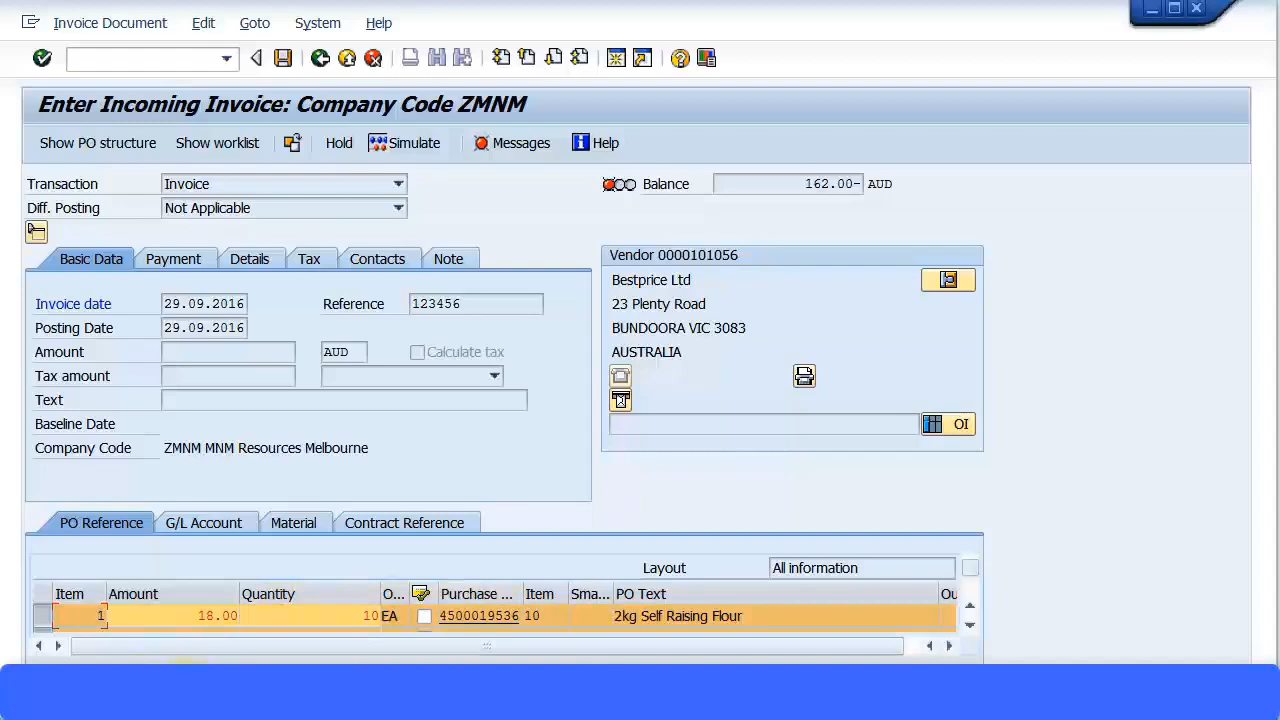 Invoice Document Edit Goto System Help
Enter Incoming Invoice: Company Code ZMNM
Show PO structure Show worklist Hold Simulate Messages Help
Transaction Invoice Balance 162.00- AUD
Diff. Posting Not Applicable
Basic Data Payment Details Tax Contacts Note
Vendor 0000101056
Bestprice Ltd
Invoice date 29.09.2016 Reference 123456
23 Plenty Road
Posting Date 29.09.2016
BUNDOORA VIC 3083
Amount AUD Calculate tax
AUSTRALIA
Tax amount
Text
Baseline Date
OI
Company Code ZMNM MNM Resources Melbourne
PO Reference G/L Account Material Contract Reference
Layout All information
Item Amount Quantity O... Purchase ... Item Sma... PO Text Ou
1 18.00 10 EA 4500019536 10 2kg Self Raising Flour